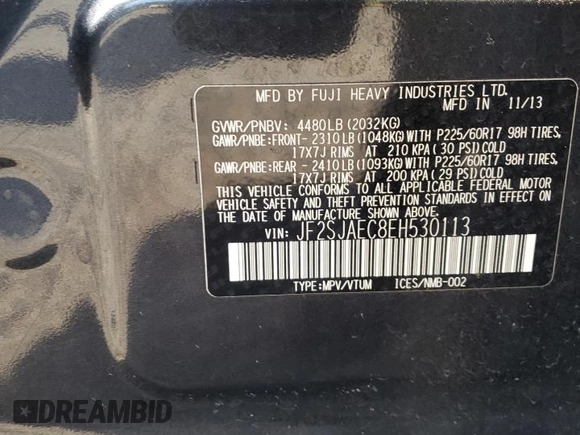 MFD BY FUJI HEAVY INDUSTRIES LTD.
MFD IN 11/13
GVWR/PNBV: 4480LB(2032KG)
GAWR/PNBE:FRONT-2310LB(1048KG)WITH P225/60R17 98H TIRES,
17X7J RIMS AT 210 KPA(30 PSI)COLD
GAWR/PNBE:REAR -2410LB(1093KG)WITH P225/60R17 98H TIRES,
17X7J RIMS AT 200 KPA(29 PSI)COLD
THIS VEHICLE CONFORMS TO ALL APPLICABLE FEDERAL MOTOR
VEHICLE SAFETY AND THEFT PREVENTION STANDARDS IN EFFECT
ON THE DATE OF MANUFACTURE SHOWN ABOVE.
VIN: JF2SJAEC8EH530113
TYPE:MPV/VTUM ICES/NMB-002
DREAMBID